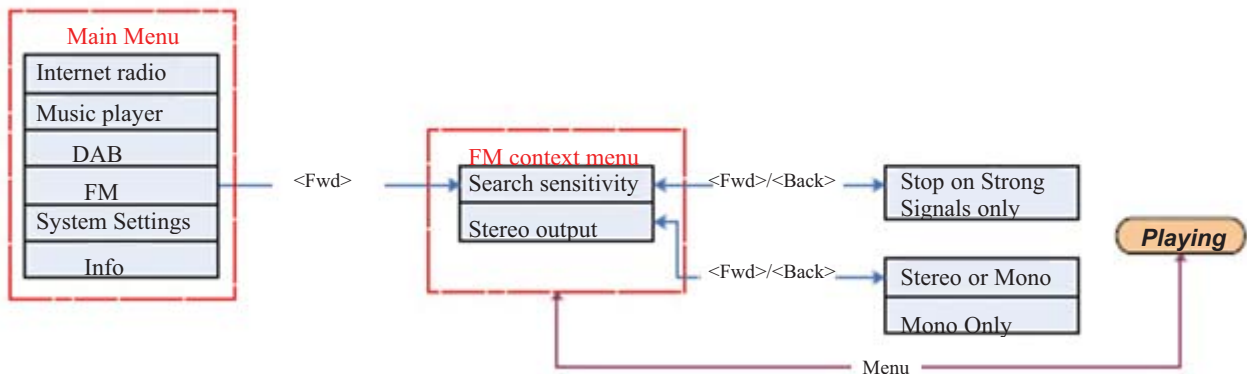 Main Menu
Internet radio
Music player
DAB
FM
System Settings
Info
<Fwd>
FM context menu
Search sensitivity
Stereo output
<Fwd>/<Back>
Stop on Strong
Signals only
<Fwd>/<Back>
Stereo or Mono
Mono Only
Playing
Menu